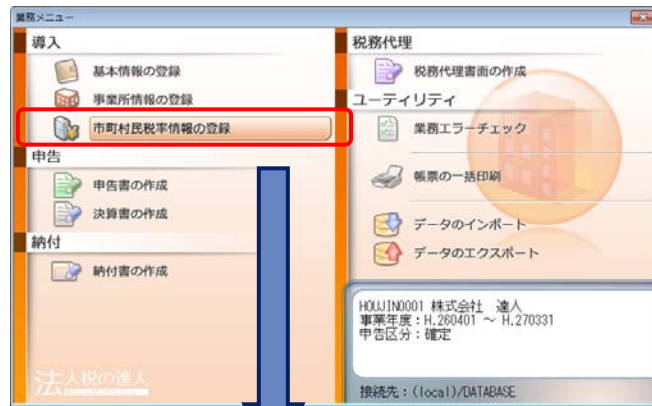 業務メニュー
導入
基本情報の登録
事業所情報の登録
市町村民税率情報の登録
申告
申告書の作成
決算書の作成
納付
納付書の作成
法人税の達人
税務代理
税務代理書面の作成
ユーティリティ
業務エラーチェック
帳票の一括印刷
データのインポート
データのエクスポート
HOUJIN0001 株式会社 達人
事業年度:H.260401 ~ H.270331
申告区分:確定
接続先:(local)/DATABASE